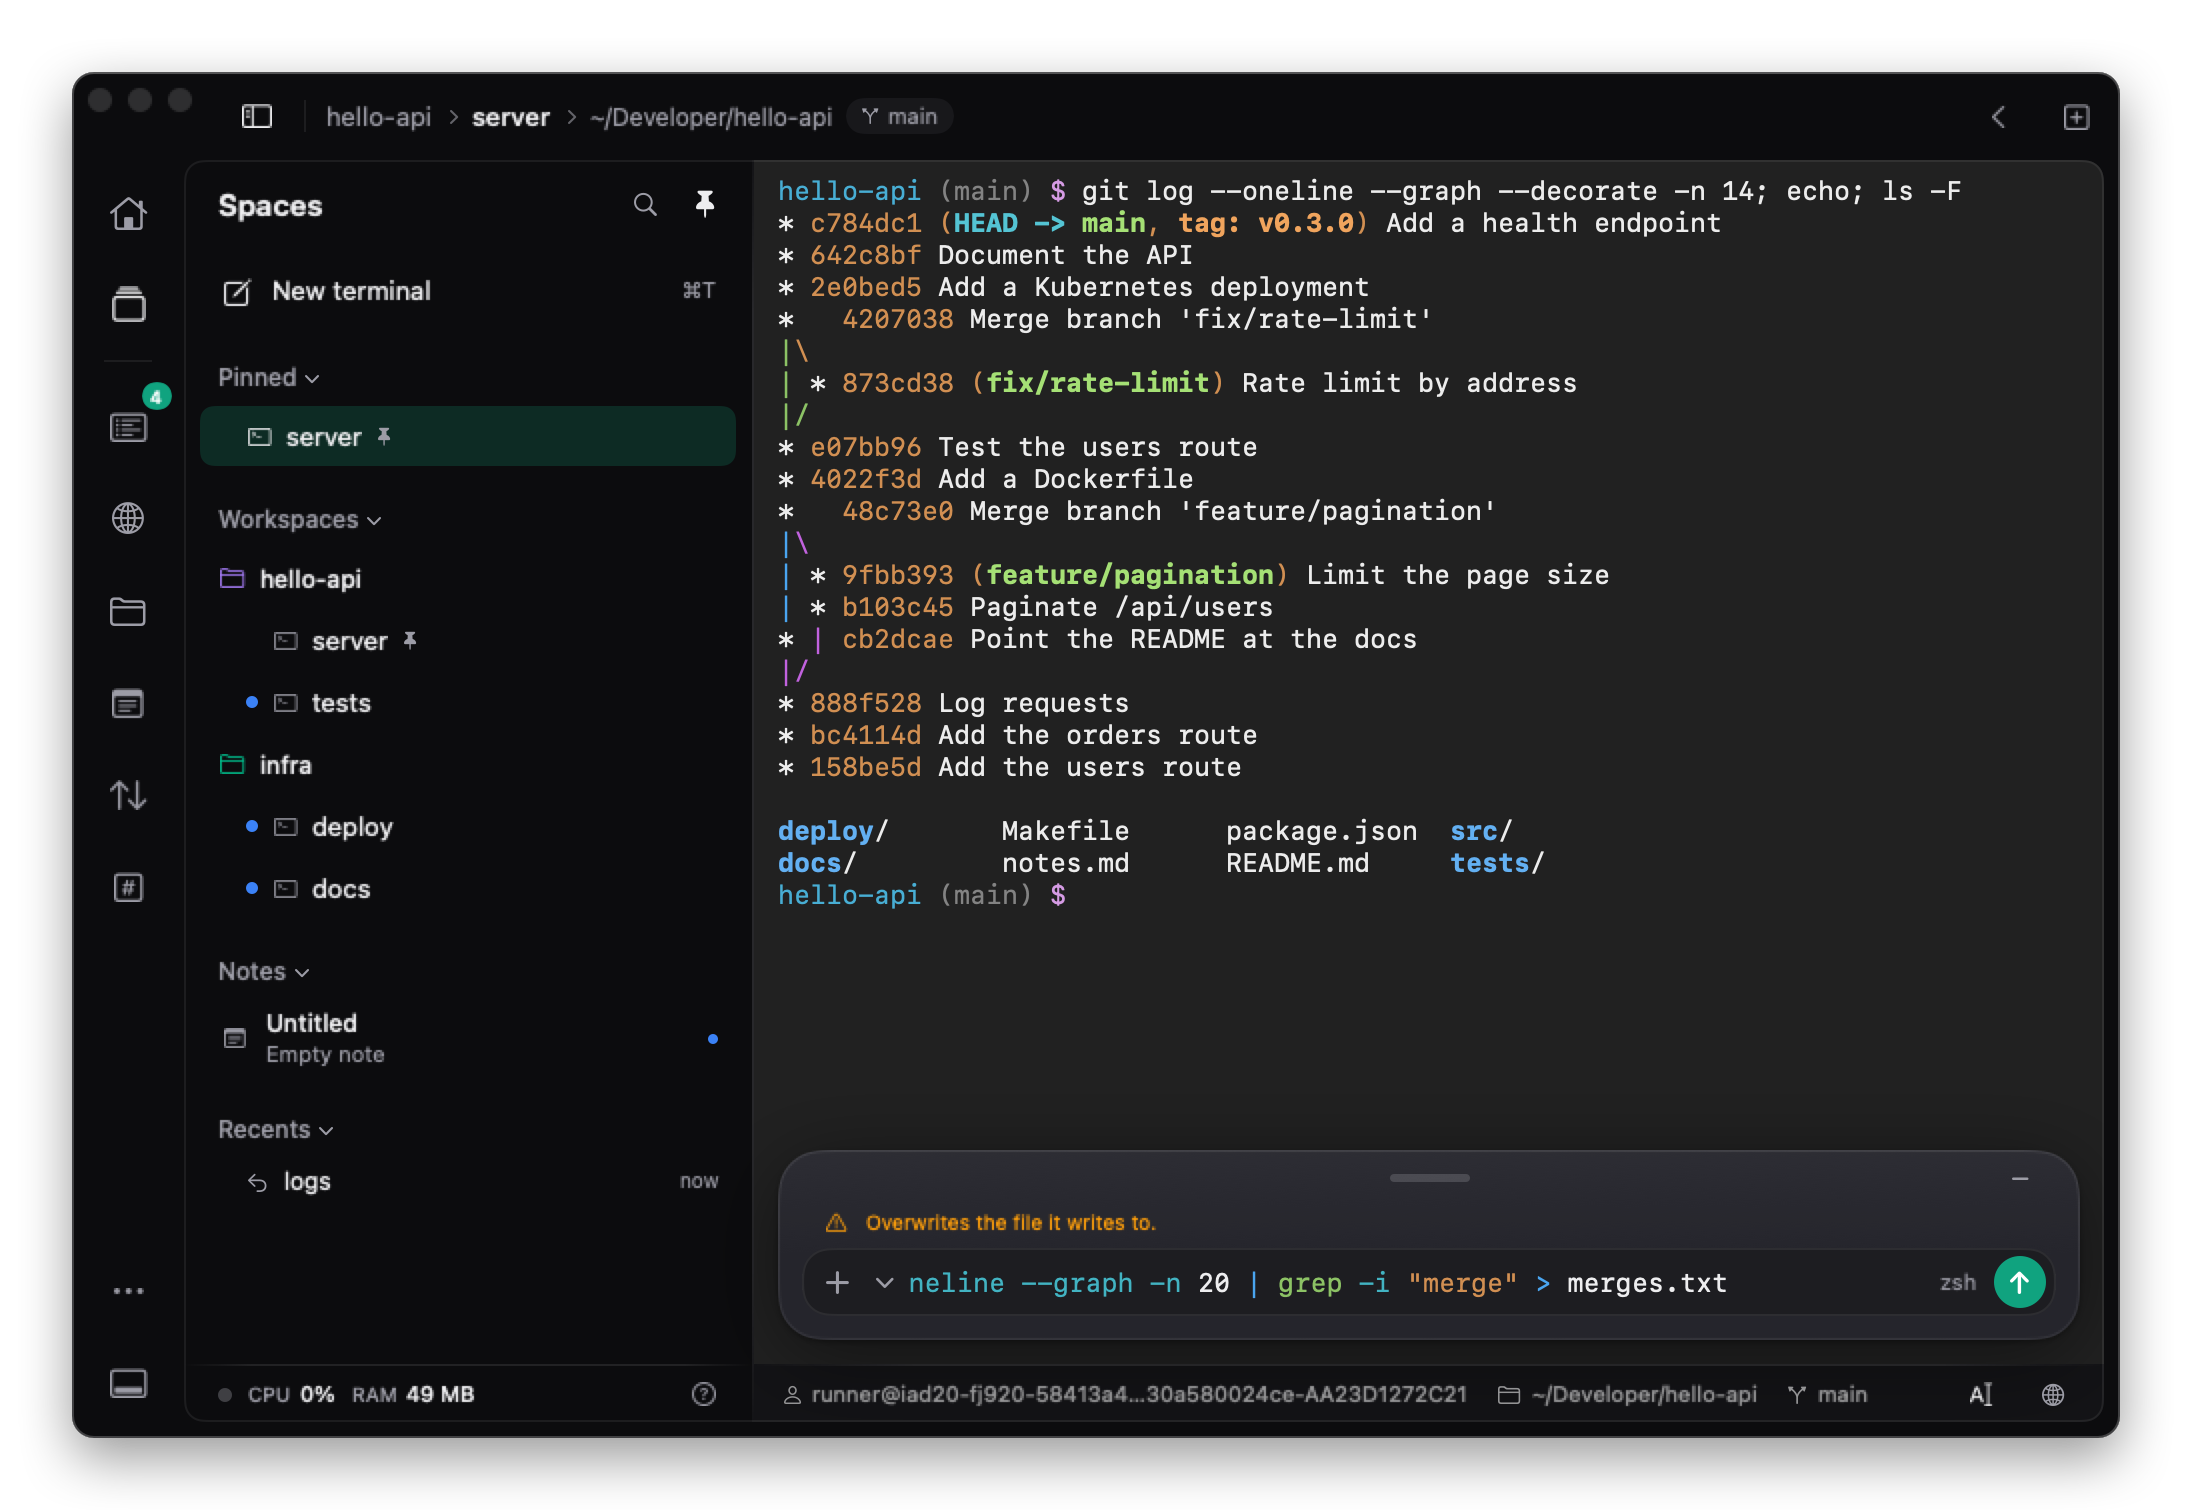 hello-api > server > ~/Developer/hello-api main
Spaces
New terminal ⌘T
Pinned
4
server
Workspaces
hello-api
server
tests
infra
deploy
docs
Notes
Untitled
Empty note
Recents
logs now
CPU 0% RAM 49 MB
hello-api (main) $ git log --oneline --graph --decorate -n 14; echo; ls -F
* c784dc1 (HEAD -> main, tag: v0.3.0) Add a health endpoint
* 642c8bf Document the API
* 2e0bed5 Add a Kubernetes deployment
*   4207038 Merge branch 'fix/rate-limit'
|\
| * 873cd38 (fix/rate-limit) Rate limit by address
|/
* e07bb96 Test the users route
* 4022f3d Add a Dockerfile
*   48c73e0 Merge branch 'feature/pagination'
|\
| * 9fbb393 (feature/pagination) Limit the page size
| * b103c45 Paginate /api/users
* | cb2dcae Point the README at the docs
|/
* 888f528 Log requests
* bc4114d Add the orders route
* 158be5d Add the users route
deploy/ Makefile package.json src/
docs/ notes.md README.md tests/
hello-api (main) $
Overwrites the file it writes to.
neline --graph -n 20 | grep -i "merge" > merges.txt zsh
runner@iad20-fj920-58413a4...30a580024ce-AA23D1272C21 ~/Developer/hello-api main